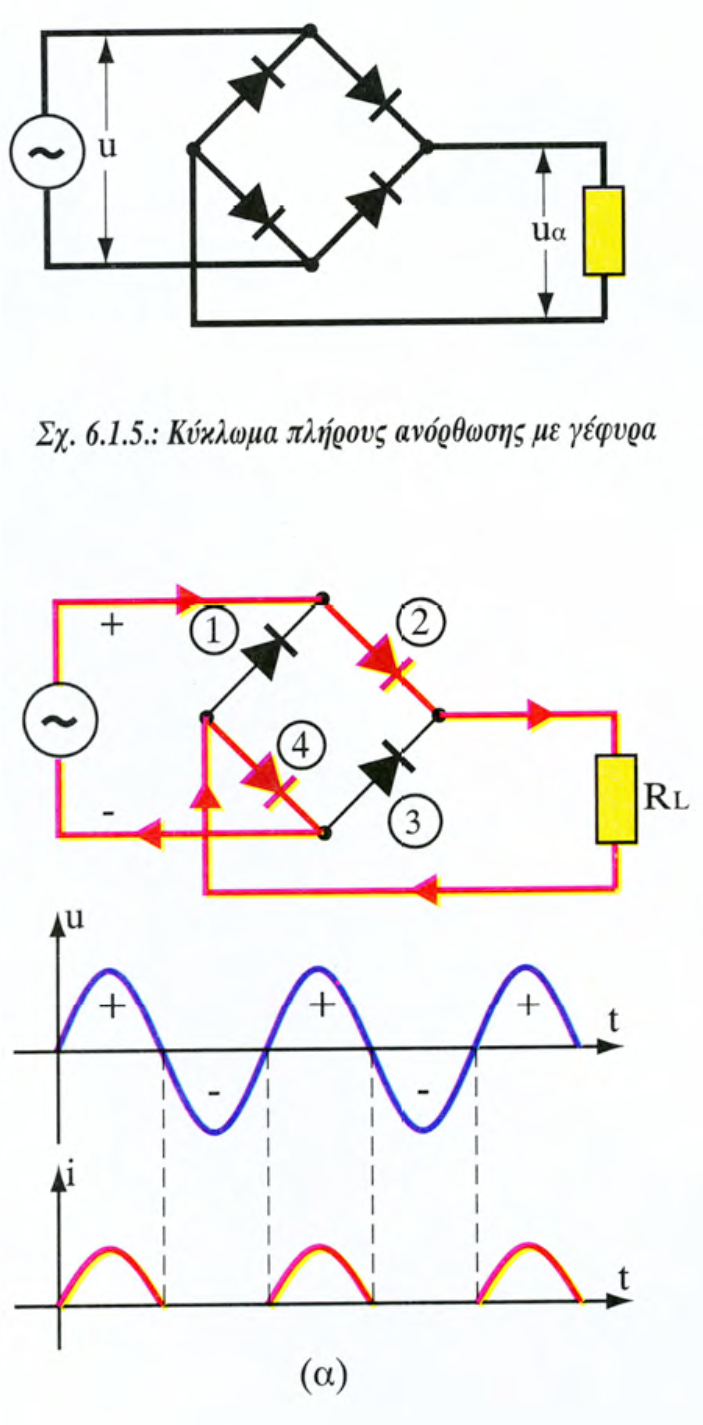 u
uα
Σχ. 6.1.5.: Κύκλωμα πλήρους ανόρθωσης με γέφυρα
+
1
2
4
-
3
RL
u
+
+
+
t
-
-
i
t
(α)